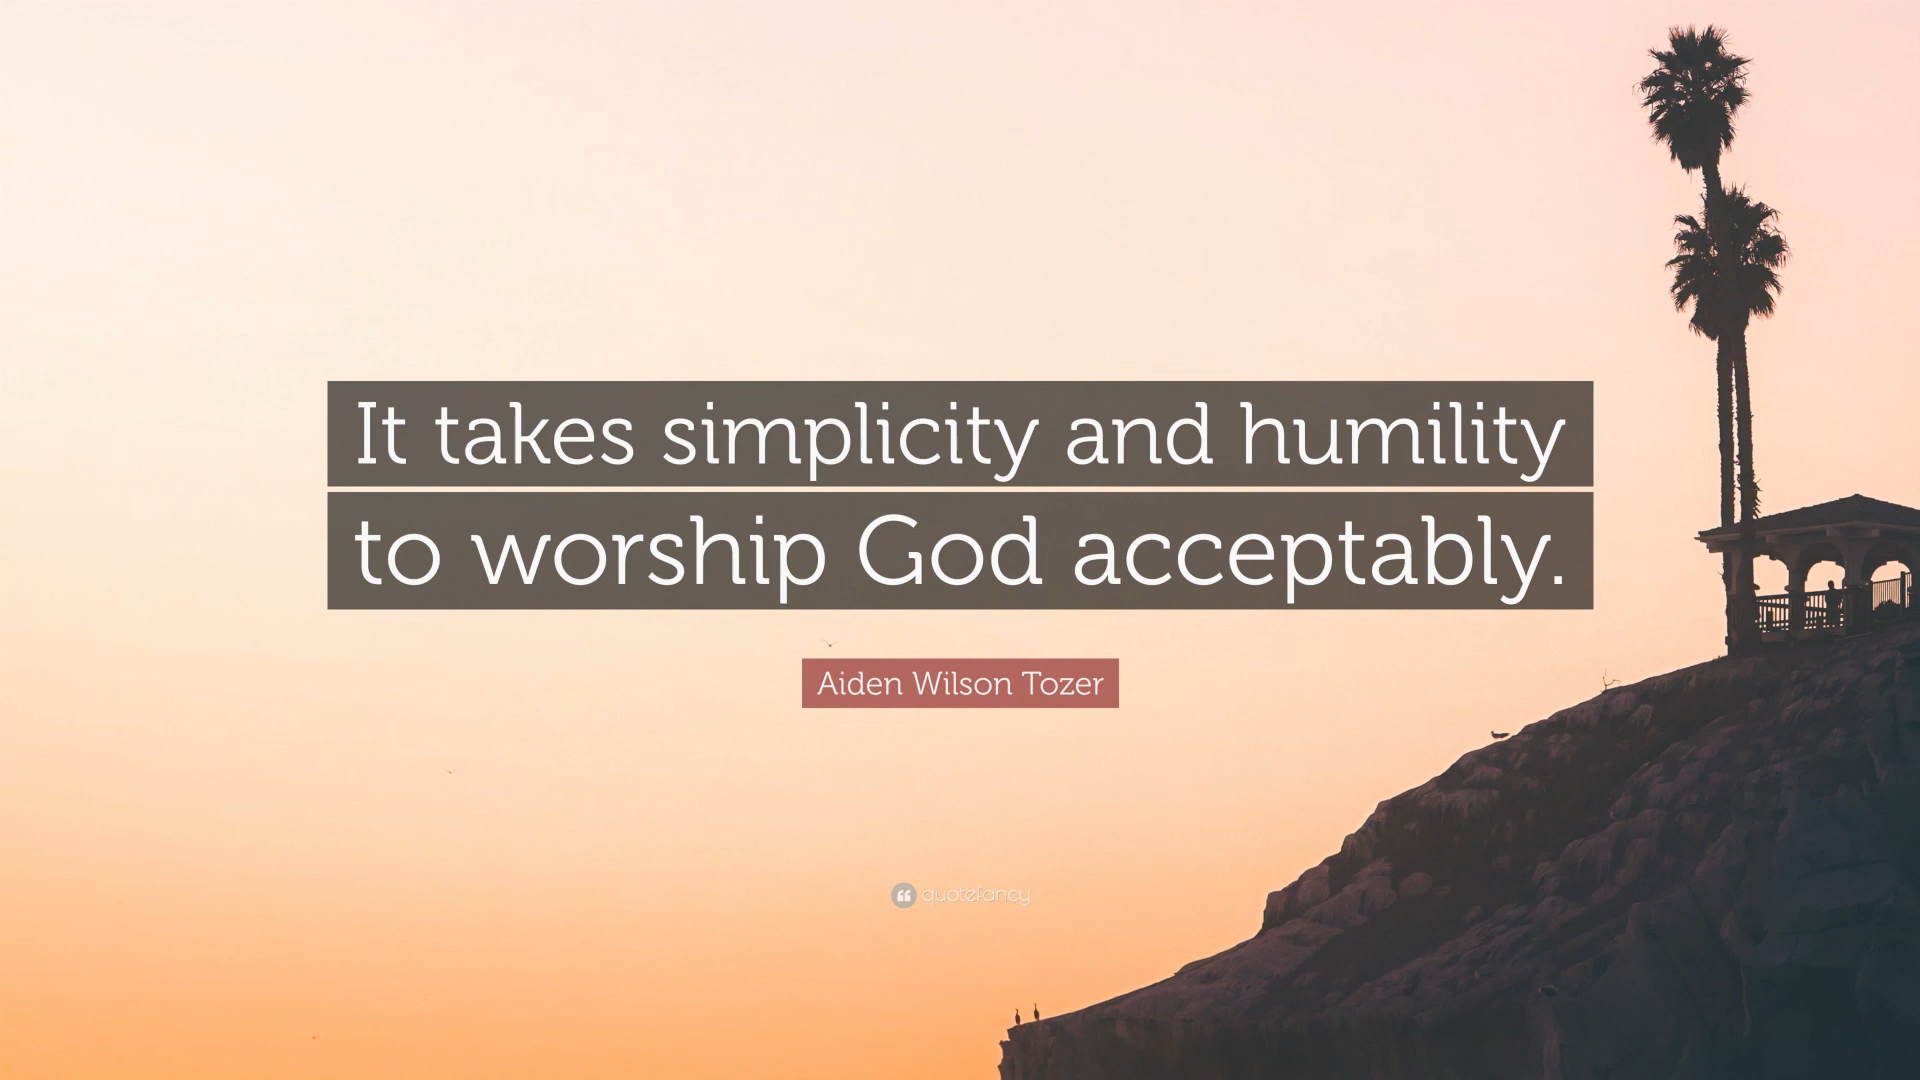 It takes simplicity and humility
to worship God acceptably.
Aiden Wilson Tozer
quotefancy